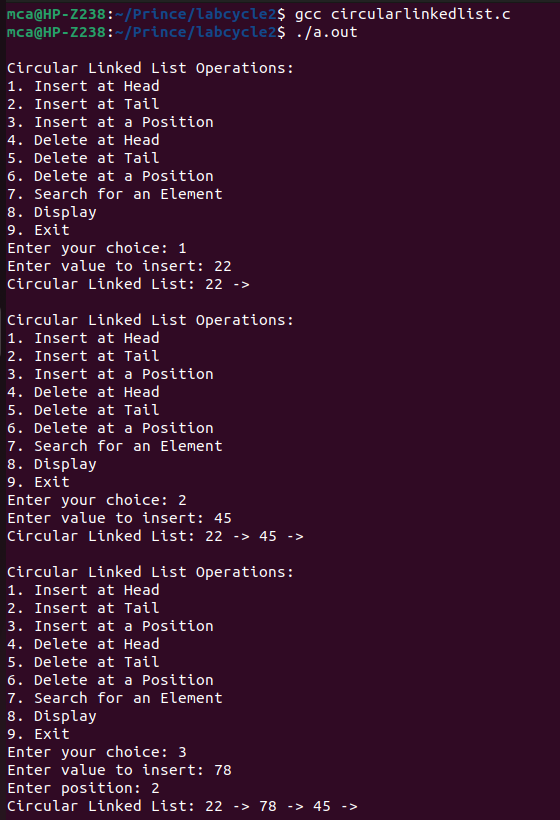 mca@HP-Z238:~/Prince/labcycle2$ gcc circularlinkedlist.c
mca@HP-Z238:~/Prince/labcycle2$ ./a.out

Circular Linked List Operations:
1. Insert at Head
2. Insert at Tail
3. Insert at a Position
4. Delete at Head
5. Delete at Tail
6. Delete at a Position
7. Search for an Element
8. Display
9. Exit
Enter your choice: 1
Enter value to insert: 22
Circular Linked List: 22 ->

Circular Linked List Operations:
1. Insert at Head
2. Insert at Tail
3. Insert at a Position
4. Delete at Head
5. Delete at Tail
6. Delete at a Position
7. Search for an Element
8. Display
9. Exit
Enter your choice: 2
Enter value to insert: 45
Circular Linked List: 22 -> 45 ->

Circular Linked List Operations:
1. Insert at Head
2. Insert at Tail
3. Insert at a Position
4. Delete at Head
5. Delete at Tail
6. Delete at a Position
7. Search for an Element
8. Display
9. Exit
Enter your choice: 3
Enter value to insert: 78
Enter position: 2
Circular Linked List: 22 -> 78 -> 45 ->